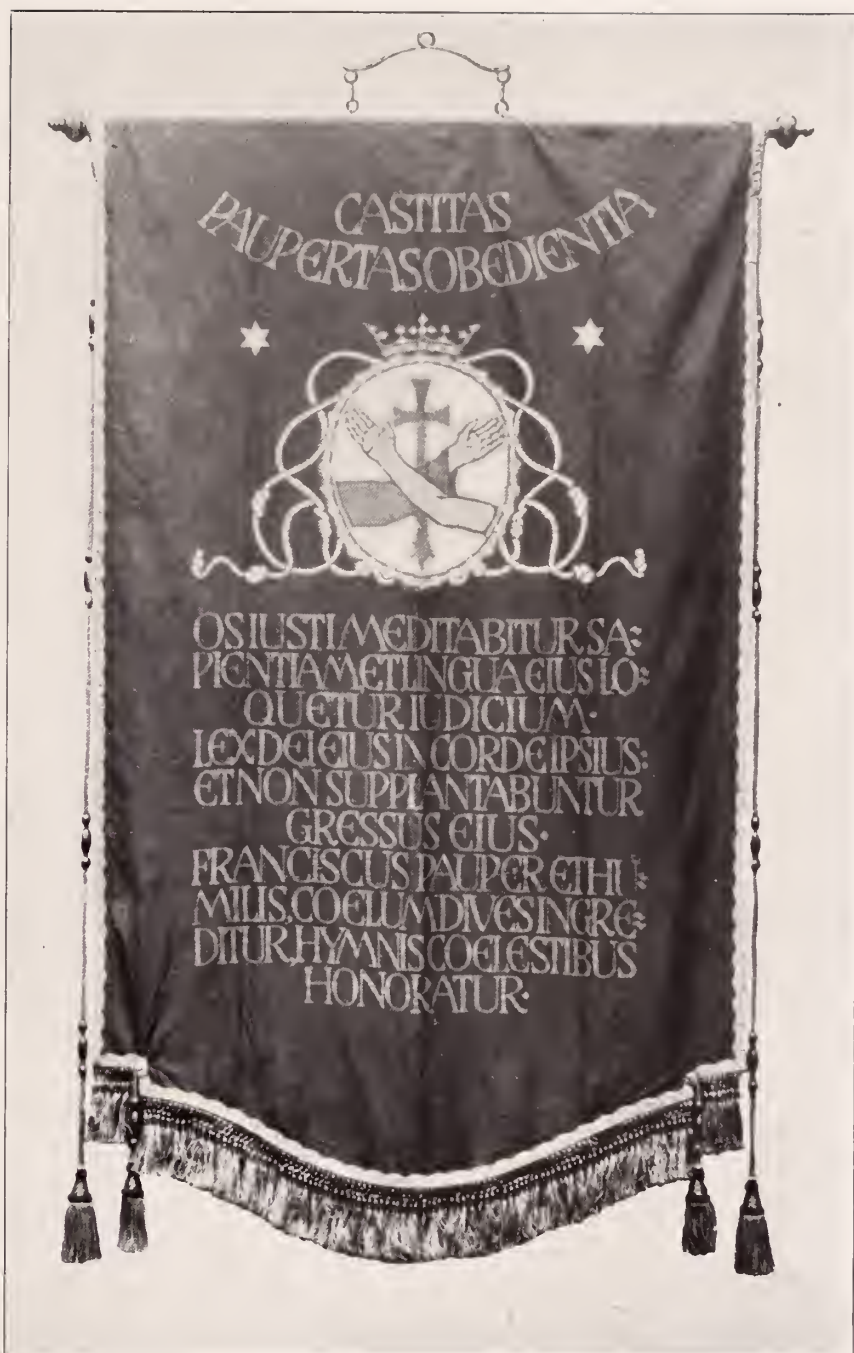 CASTITAS
PAUPERTAS OBEDIENTIA
OS IUSTI MEDITABITUR SA:
PIENTIAM ET LINGUA EIUS LO:
QUETUR IUDICIUM·
LEX DEI EIUS IN CORDE IPSIUS:
ET NON SUPPLANTABUNTUR
GRESSUS EIUS·
FRANCISCUS PAUPER ET HU:
MILIS, COELUM DIVES INGRE:
DITUR, HYMNIS COELESTIBUS
HONORATUR·